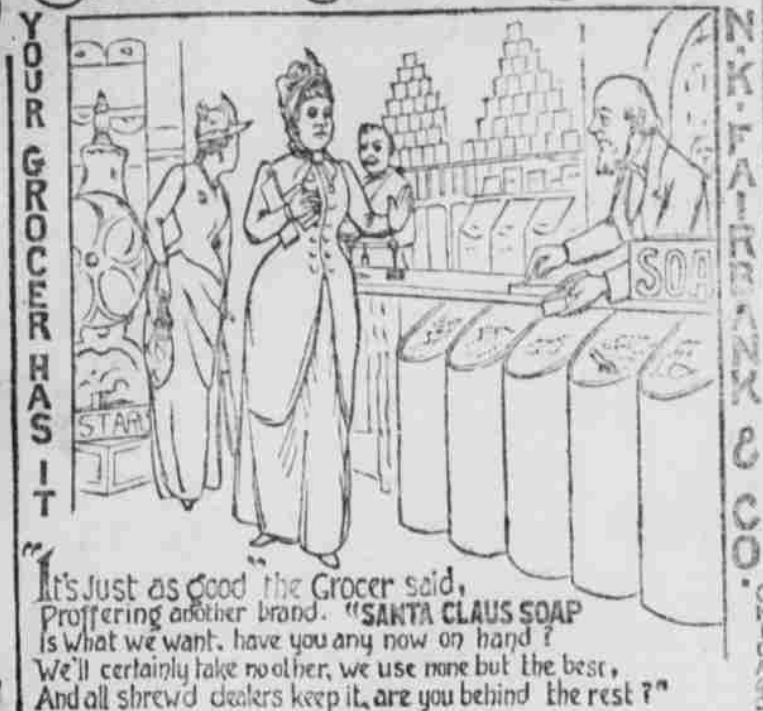 YOUR GROCER HAS IT
STAR
SOA
"It's Just as good" the Grocer said,
Proffering another brand. "SANTA CLAUS SOAP
Is What we want. have you any now on hand?
We'll certainly take no other, we use none but the best,
And all shrewd dealers keep it, are you behind the rest?"
N.K. FAIRBANK & CO.
CHICAGO